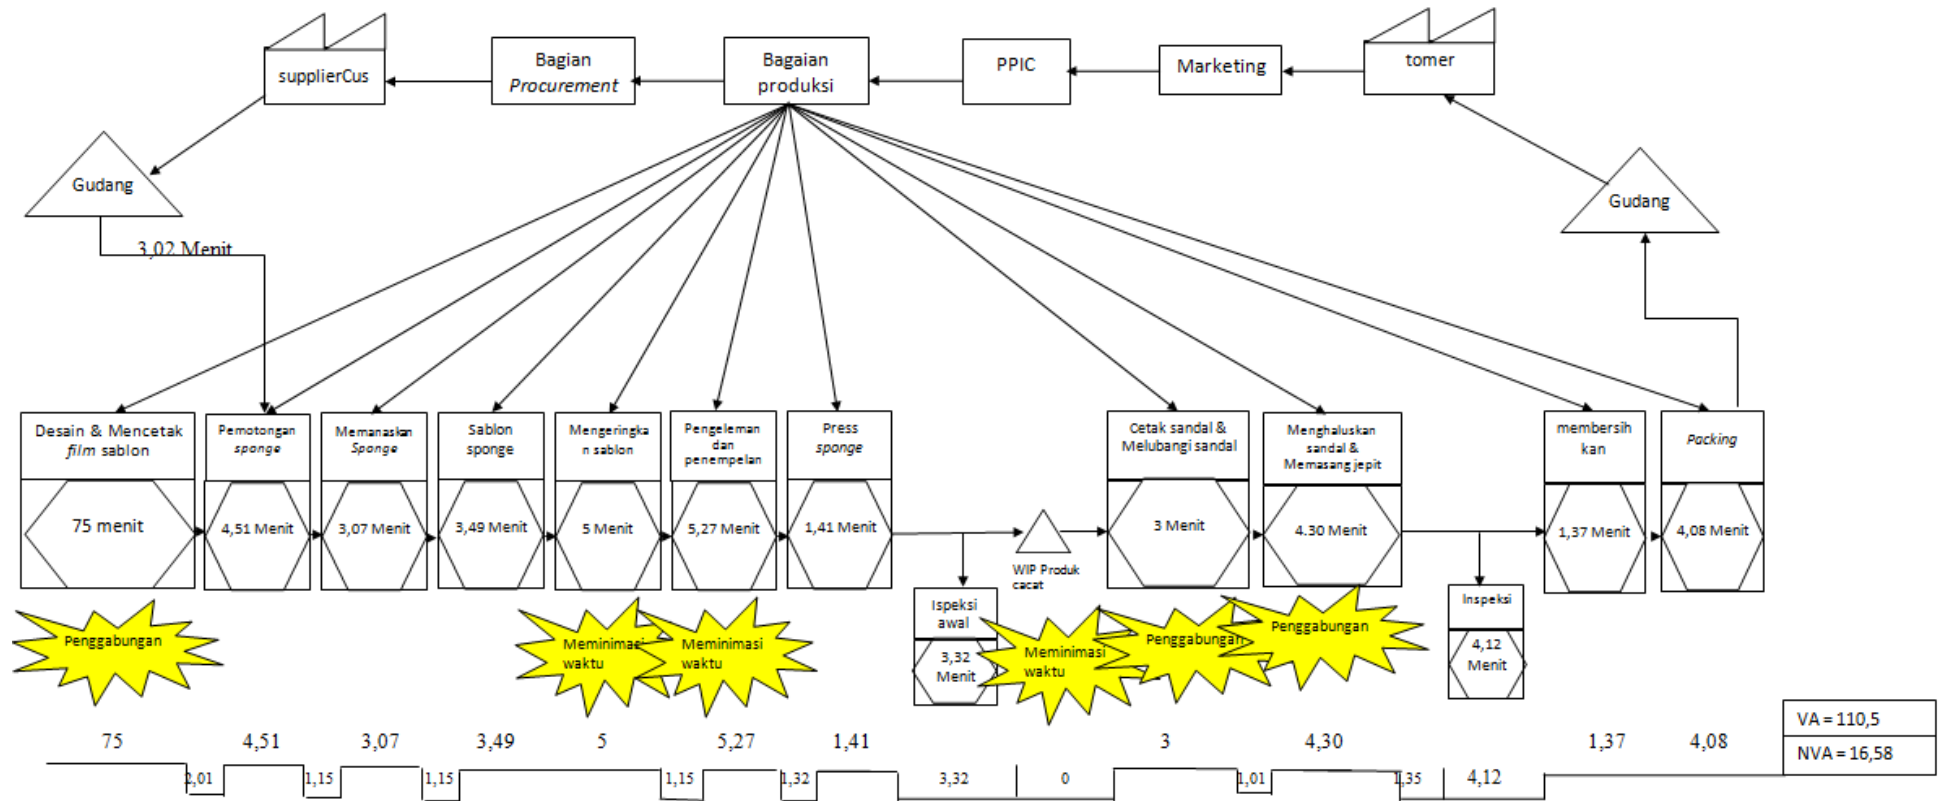 supplierCus
Bagian
Procurement
Bagaian
produksi
PPIC
Marketing
tomer
Gudang
3,02 Menit
Gudang
Desain & Mencetak
film sablon
Pemotongan
sponge
Memanaskan
Sponge
Sablon
sponge
Mengeringka
n sablon
Pengeleman
dan
penempelan
Press
sponge
Cetak sandal &
Melubangi sandal
Menghaluskan
sandal &
Memasang jepit
membersih
kan
Packing
75 menit
4,51 Menit
3,07 Menit
3,49 Menit
5 Menit
5,27 Menit
1,41 Menit
WIP Produk
cacat
3 Menit
4.30 Menit
1,37 Menit
4,08 Menit
Ispeksi
awal
3,32
Menit
Inspeksi
4,12
Menit
Penggabungan
Meminimasi
waktu
Meminimasi
waktu
Meminimasi
waktu
Penggabungan
Penggabungan
75
4,51
3,07
3,49
5
5,27
1,41
3
4,30
1,37
4,08
2,01
1,15
1,15
1,15
1,32
3,32
0
1,01
1,35
4,12
VA = 110,5
NVA = 16,58